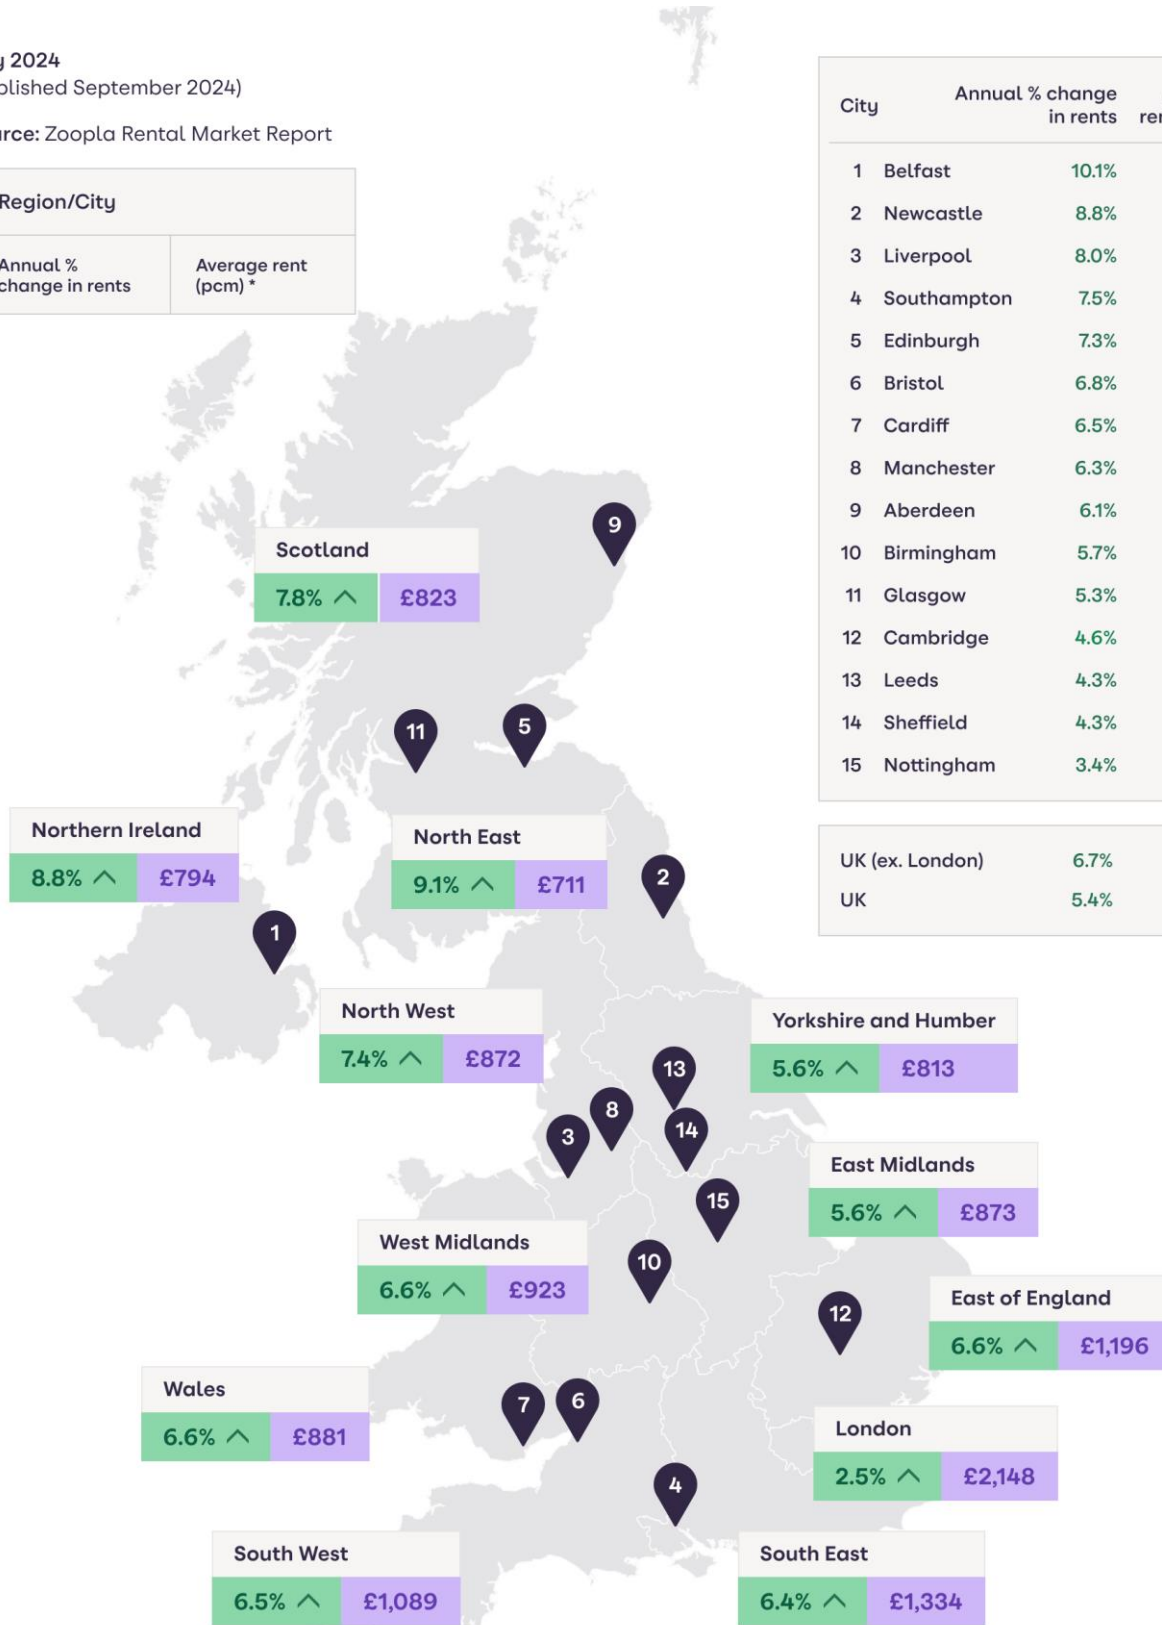 y 2024
blished September 2024)
urce: Zoopla Rental Market Report
Region/City
Annual %
change in rents
Average rent
(pcm) *
City
Annual % change
in rents
1 Belfast 10.1%
2 Newcastle 8.8%
3 Liverpool 8.0%
4 Southampton 7.5%
5 Edinburgh 7.3%
6 Bristol 6.8%
7 Cardiff 6.5%
8 Manchester 6.3%
9 Aberdeen 6.1%
10 Birmingham 5.7%
11 Glasgow 5.3%
12 Cambridge 4.6%
13 Leeds 4.3%
14 Sheffield 4.3%
15 Nottingham 3.4%
UK (ex. London) 6.7%
UK 5.4%
9
Scotland
7.8% £823
11
5
Northern Ireland
8.8% £794
North East
9.1% £711
2
1
North West
7.4% £872
Yorkshire and Humber
5.6% £813
13
8
3
14
East Midlands
5.6% £873
15
West Midlands
6.6% £923
10
12
East of England
6.6% £1,196
Wales
6.6% £881
7
6
London
2.5% £2,148
4
South West
6.5% £1,089
South East
6.4% £1,334